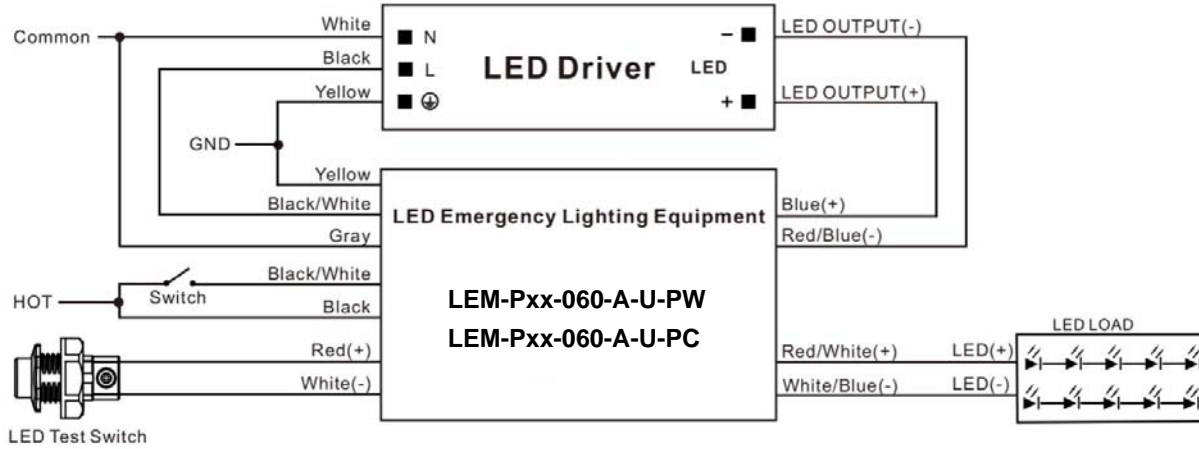 Common
White
N
Black
L
Yellow
LED Driver
LED
−
+
LED OUTPUT(-)
LED OUTPUT(+)
GND
Yellow
Black/White
Gray
LED Emergency Lighting Equipment
Blue(+)
Red/Blue(-)
HOT
Switch
Black/White
Black
LEM-Pxx-060-A-U-PW
LEM-Pxx-060-A-U-PC
Red(+)
White(-)
LED Test Switch
Red/White(+)
LED(+)
White/Blue(-)
LED(-)
LED LOAD